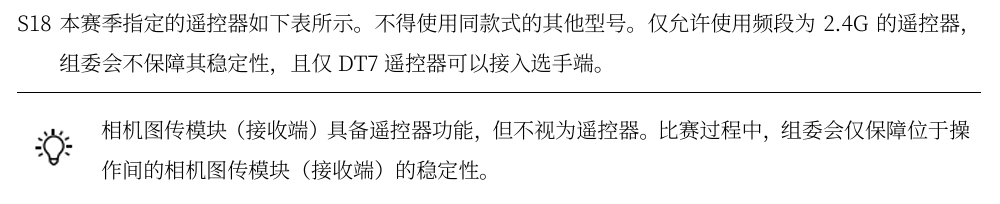 S18 本赛季指定的遥控器如下表所示。不得使用同款式的其他型号。仅允许使用频段为 2.4G 的遥控器，
组委会不保障其稳定性，且仅 DT7 遥控器可以接入选手端。
相机图传模块（接收端）具备遥控器功能，但不视为遥控器。比赛过程中，组委会仅保障位于操
作间的相机图传模块（接收端）的稳定性。